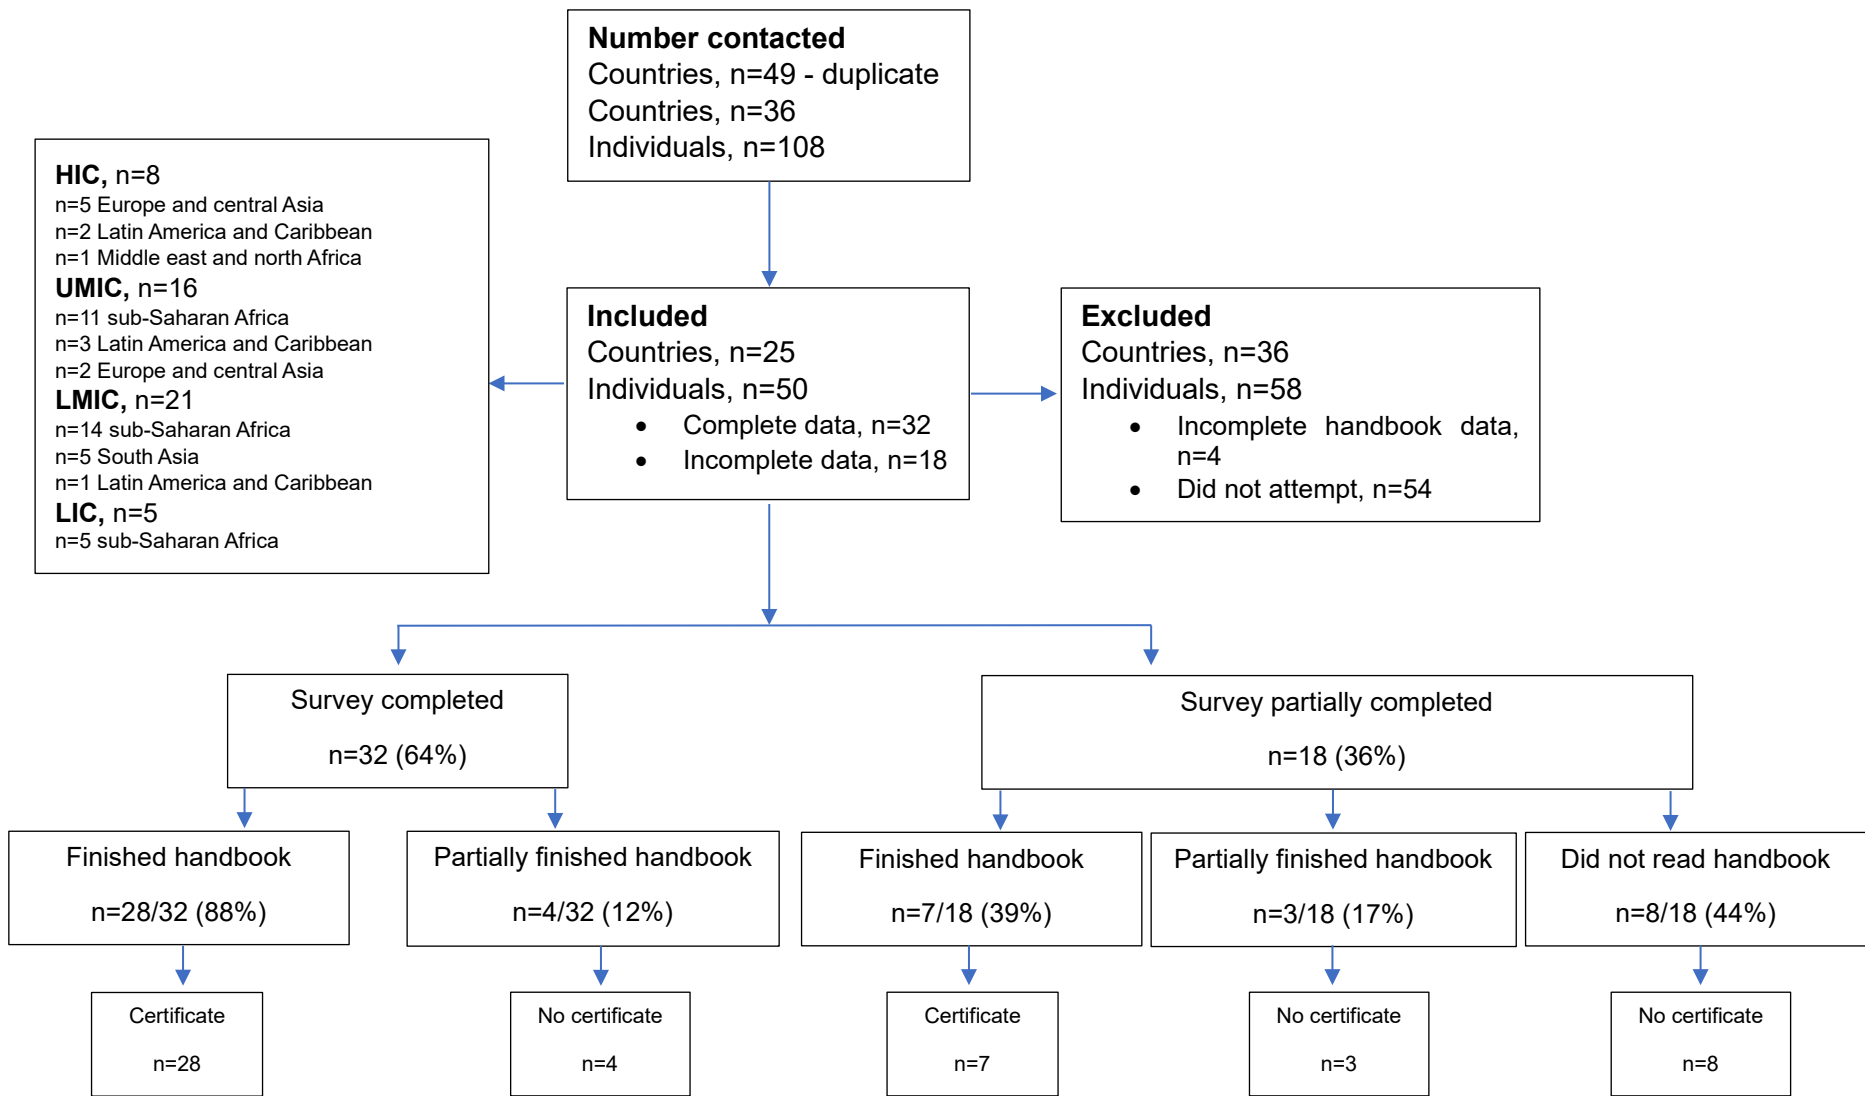 Number contacted
Countries, n=49 - duplicate
Countries, n=36
Individuals, n=108
HIC, n=8
n=5 Europe and central Asia
n=2 Latin America and Caribbean
n=1 Middle east and north Africa
UMIC, n=16
n=11 sub-Saharan Africa
n=3 Latin America and Caribbean
n=2 Europe and central Asia
LMIC, n=21
n=14 sub-Saharan Africa
n=5 South Asia
n=1 Latin America and Caribbean
LIC, n=5
n=5 sub-Saharan Africa
Included
Countries, n=25
Individuals, n=50
• Complete data, n=32
• Incomplete data, n=18
Excluded
Countries, n=36
Individuals, n=58
• Incomplete handbook data,
n=4
• Did not attempt, n=54
Survey completed
n=32 (64%)
Survey partially completed
n=18 (36%)
Finished handbook
n=28/32 (88%)
Partially finished handbook
n=4/32 (12%)
Finished handbook
n=7/18 (39%)
Partially finished handbook
n=3/18 (17%)
Did not read handbook
n=8/18 (44%)
Certificate
n=28
No certificate
n=4
Certificate
n=7
No certificate
n=3
No certificate
n=8